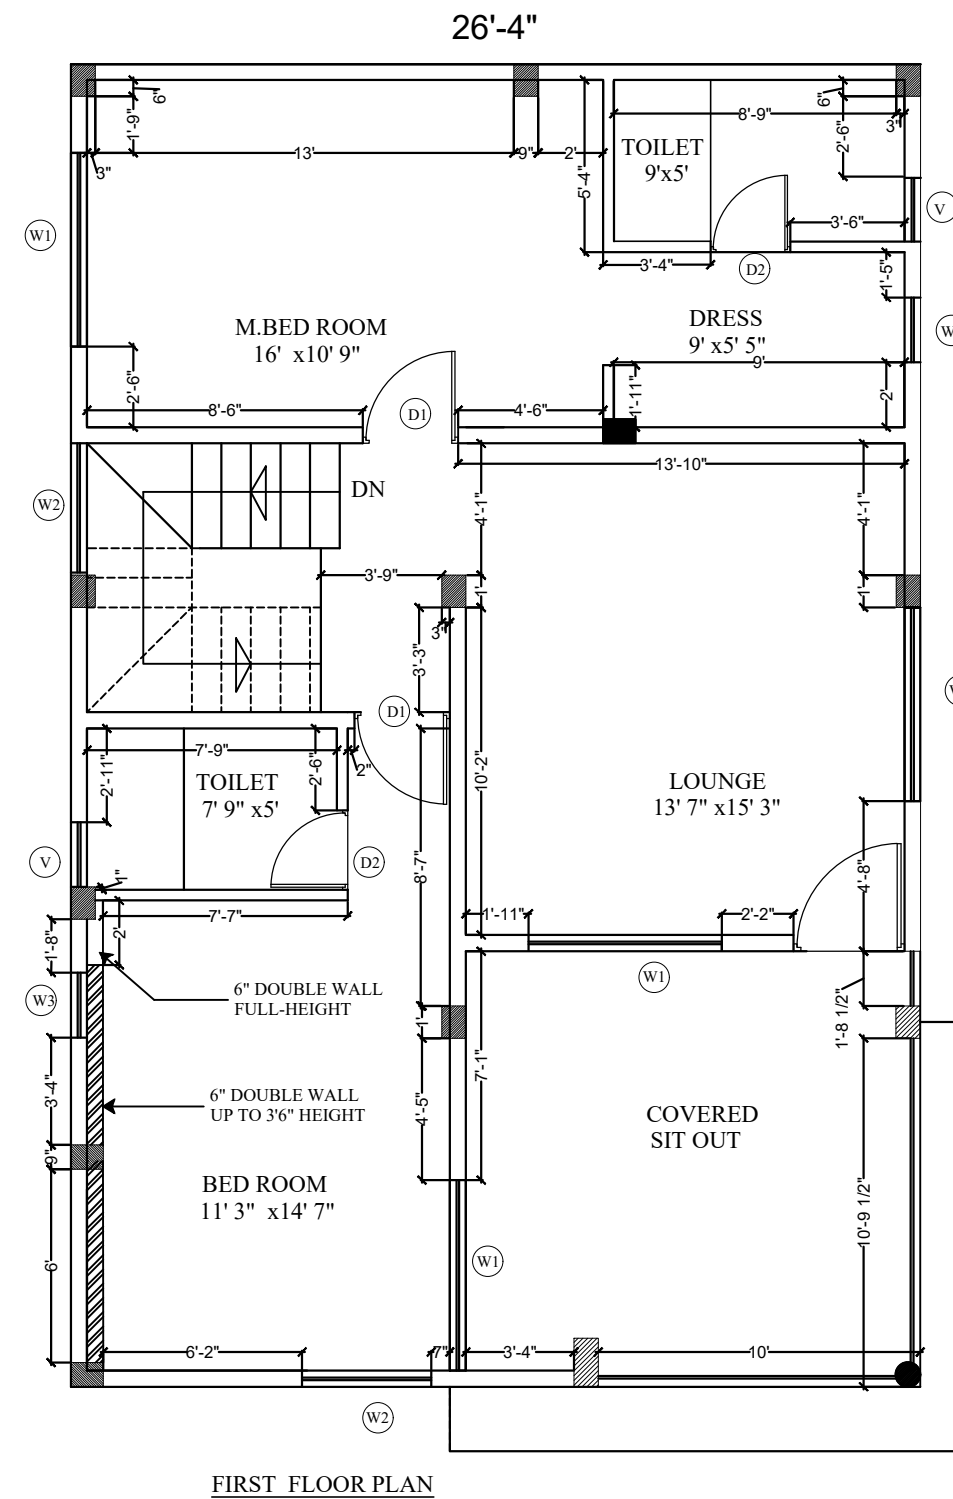 26'-4"
6"
1'-9"
3"
13'
9"
2'
5'-4"
8'-9"
6"
3"
2'-6"
TOILET
9'x5'
3'-6"
V
W1
3'-4"
D2
1'-5"
M.BED ROOM
16' x10' 9"
DRESS
9' x5' 5"
9'
W
2'-6"
8'-6"
D1
4'-6"
1'-11"
2'
13'-10"
W2
DN
4'-1"
4'-1"
3'-9"
1'
1'
3"
3'-3"
D1
7'-9"
2'-6"
2"
2'-11"
TOILET
7' 9" x5'
10'-2"
LOUNGE
13' 7" x15' 3"
V
D2
8'-7"
4'-8"
1"
7'-7"
1'-11"
2'-2"
1'-8"
2'
W3
6" DOUBLE WALL
FULL-HEIGHT
W1
1'-8 1/2"
1'
7'-1"
3'-4"
6" DOUBLE WALL
UP TO 3'6" HEIGHT
4'-5"
COVERED
SIT OUT
9"
BED ROOM
11' 3" x14' 7"
10'-9 1/2"
6'
W1
6'-2"
7"
3'-4"
10'
W2
FIRST FLOOR PLAN